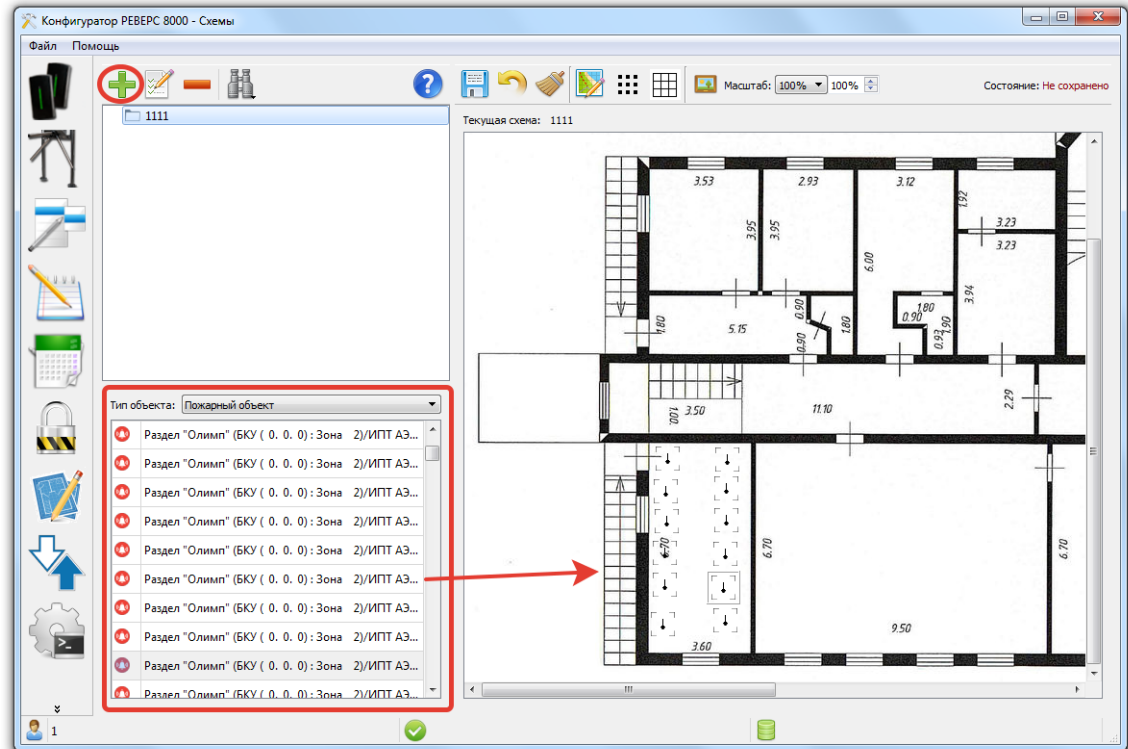 Конфигуратор РЕВЕРС 8000 - Схемы
Файл Помощь
Масштаб: 100% 100%
Состояние: Не сохранено
1111
Текущая схема: 1111
3.53 2.93 3.12 1.92
3.23
3.95 3.95 3.23
6.00
3.94
0.90 1.80
1.80 5.15 1.80 0.90 1.90
0.90 0.93
3.50 11.10 2.29
1.00
Тип объекта: Пожарный объект
Раздел "Олимп" (БКУ ( 0. 0. 0) : Зона 2)/ИПТ АЭ...
Раздел "Олимп" (БКУ ( 0. 0. 0) : Зона 2)/ИПТ АЭ...
Раздел "Олимп" (БКУ ( 0. 0. 0) : Зона 2)/ИПТ АЭ...
Раздел "Олимп" (БКУ ( 0. 0. 0) : Зона 2)/ИПТ АЭ...
Раздел "Олимп" (БКУ ( 0. 0. 0) : Зона 2)/ИПТ АЭ...
Раздел "Олимп" (БКУ ( 0. 0. 0) : Зона 2)/ИПТ АЭ...
Раздел "Олимп" (БКУ ( 0. 0. 0) : Зона 2)/ИПТ АЭ...
Раздел "Олимп" (БКУ ( 0. 0. 0) : Зона 2)/ИПТ АЭ...
Раздел "Олимп" (БКУ ( 0. 0. 0) : Зона 2)/ИПТ АЭ...
Раздел "Олимп" (БКУ ( 0. 0. 0) : Зона 2)/ИПТ АЭ...
6.70 6.70 6.70
9.50
3.60
1